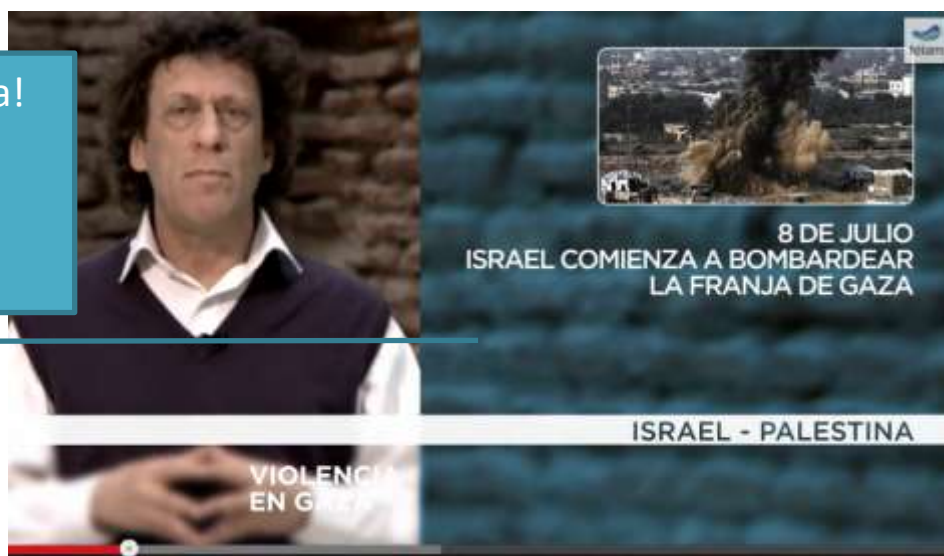 a!
8 DE JULIO
ISRAEL COMIENZA A BOMBARDEAR
LA FRANJA DE GAZA
ISRAEL - PALESTINA
VIOLENCIA
EN GAZA